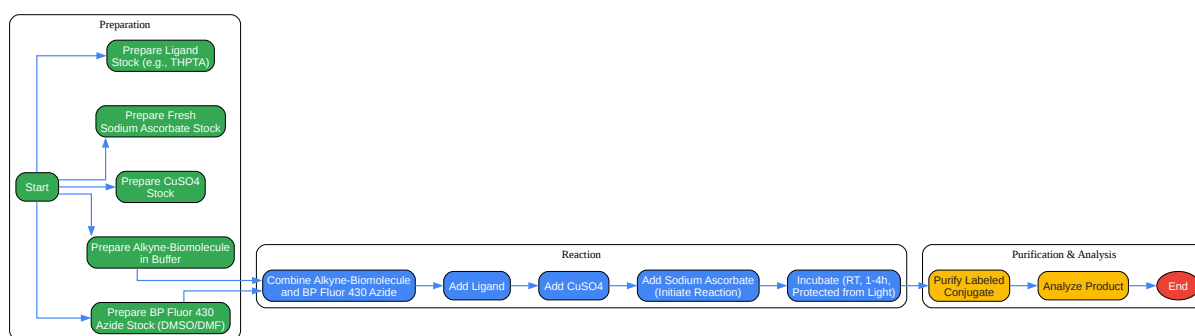 Preparation
Prepare Ligand
Stock (e.g., THPTA)
Prepare Fresh
Sodium Ascorbate Stock
Start
Prepare CuSO4
Stock
Prepare Alkyne-Biomolecule
in Buffer
Prepare BP Fluor 430
Azide Stock (DMSO/DMF)
Reaction
Combine Alkyne-Biomolecule
and BP Fluor 430 Azide
Add Ligand
Add CuSO4
Add Sodium Ascorbate
(Initiate Reaction)
Incubate (RT, 1-4h,
Protected from Light)
Purification & Analysis
Purify Labeled
Conjugate
Analyze Product
End